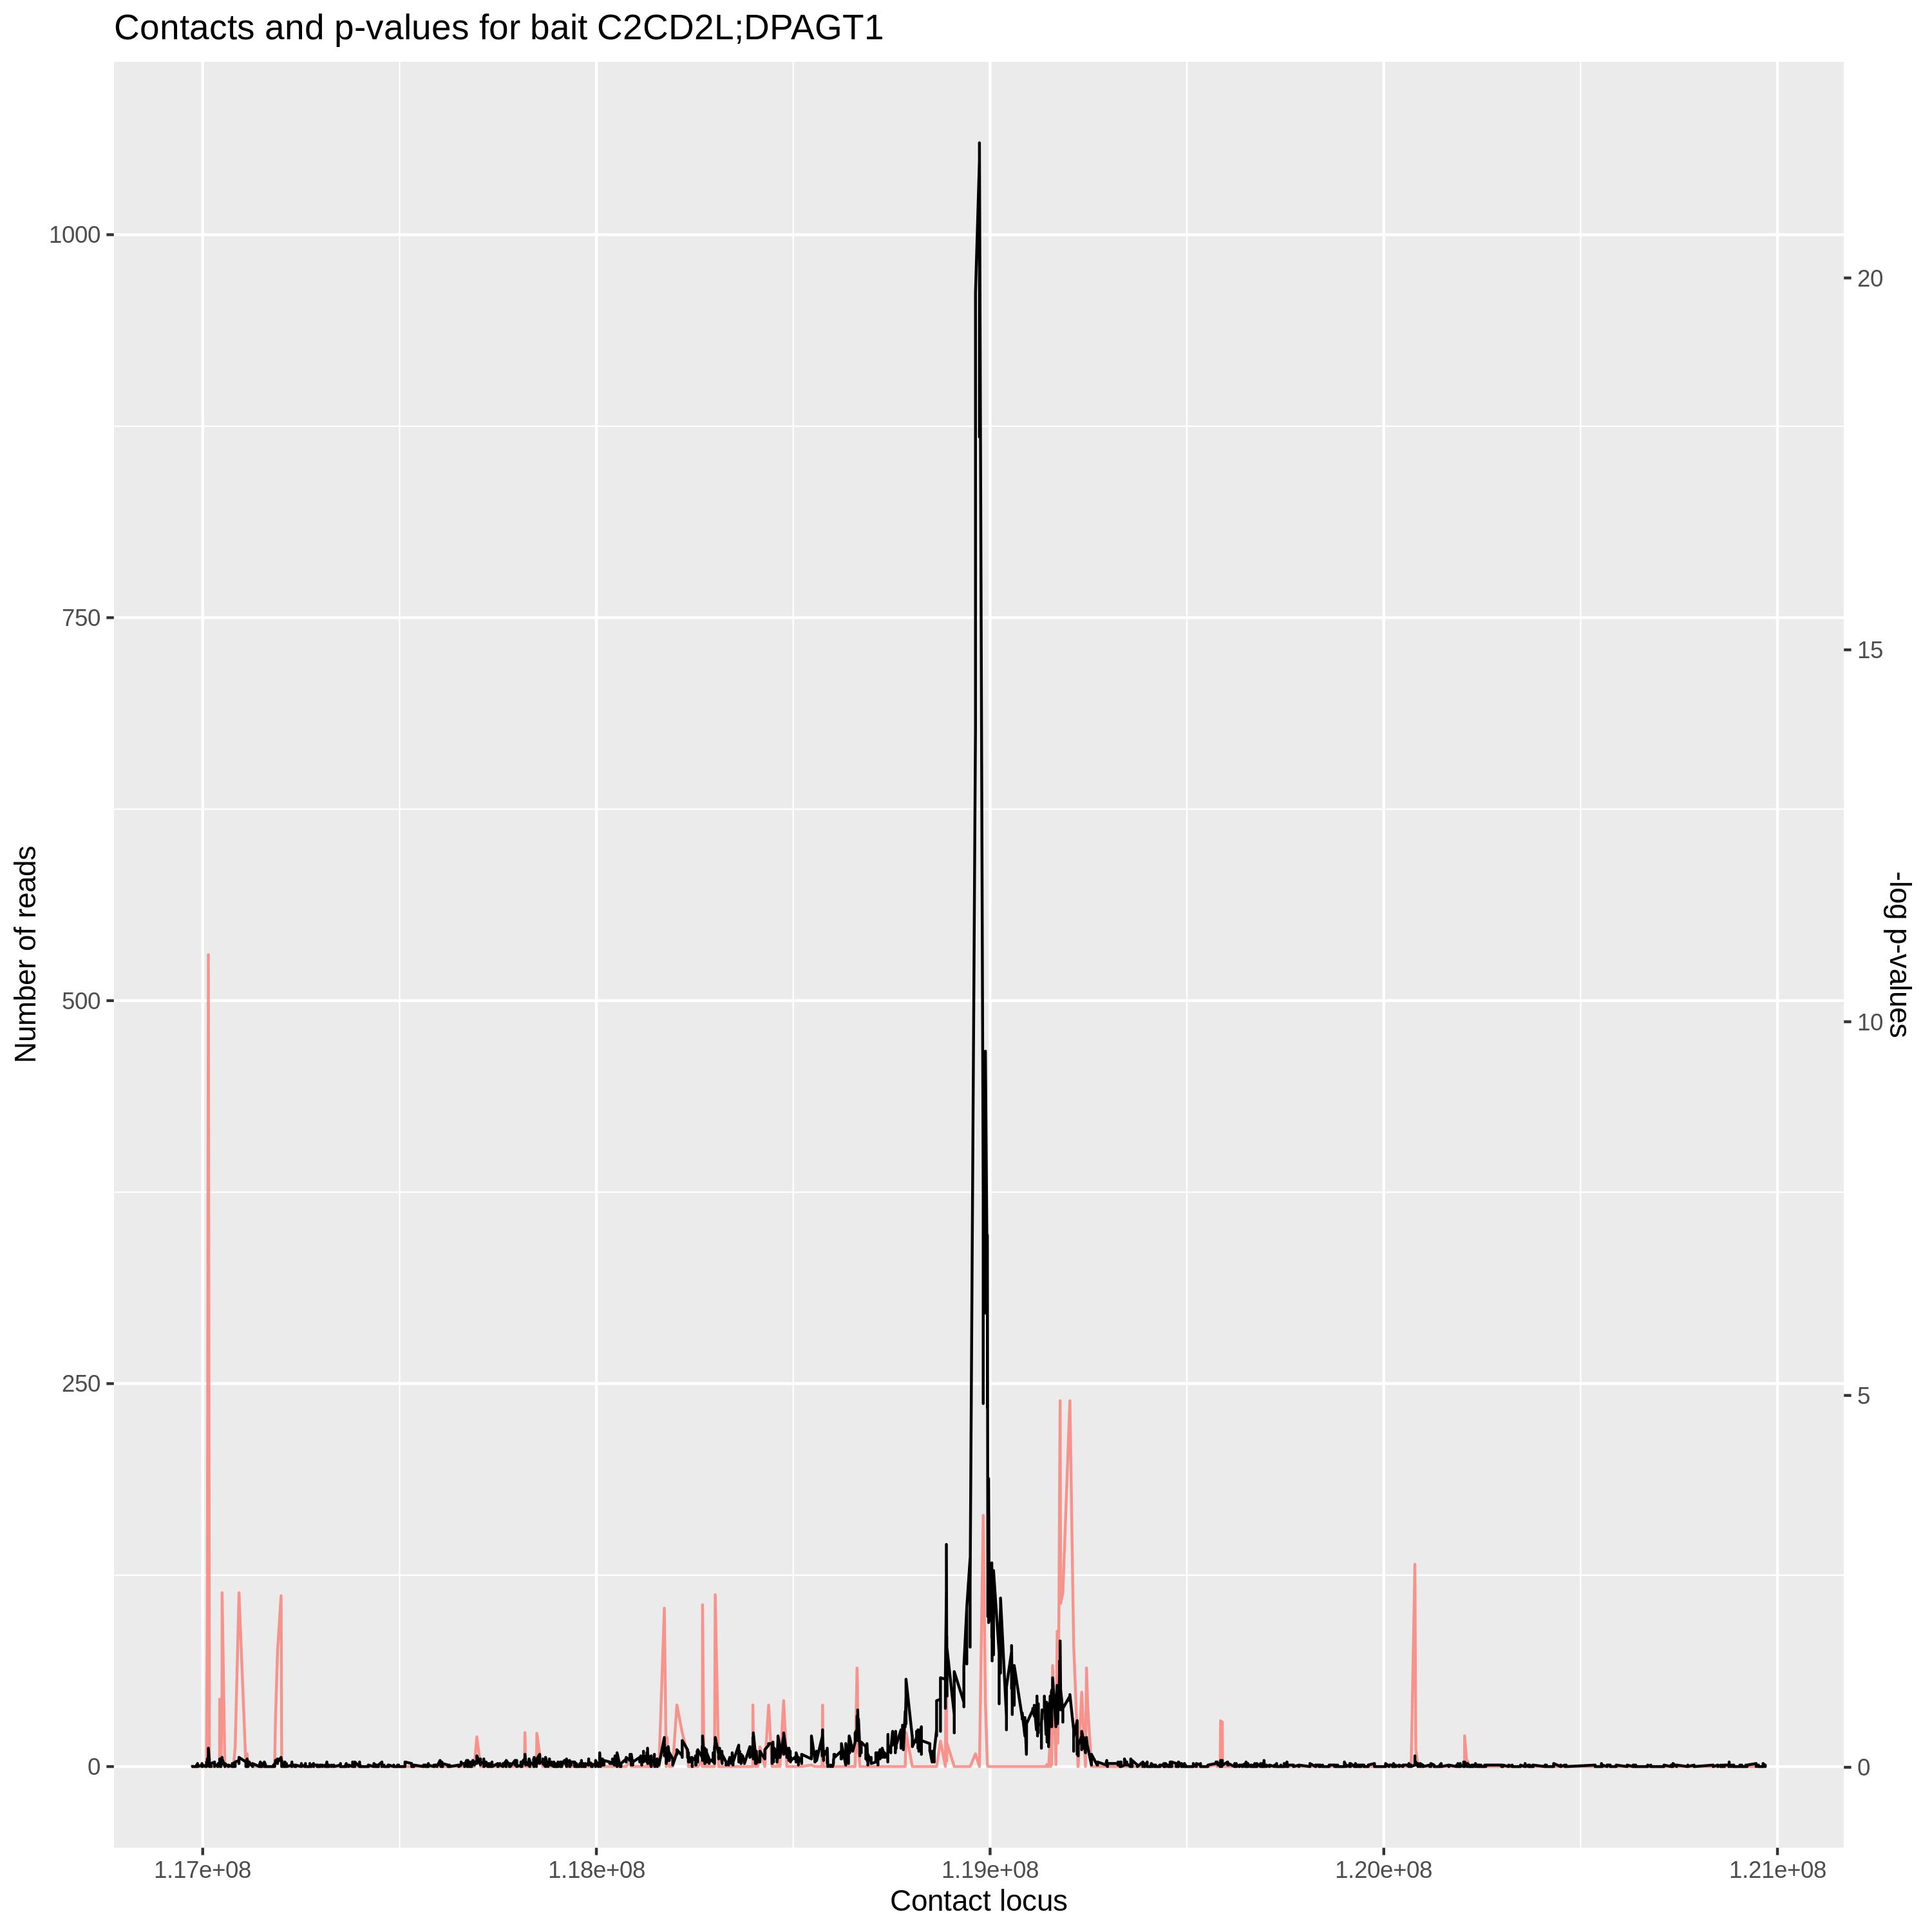 Contacts and p-values for bait C2CD2L;DPAGT1
1000
750
500
250
0
Number of reads
20
15
10
5
0
-log p-values
1.17e+08 1.18e+08 1.19e+08 1.20e+08 1.21e+08
Contact locus